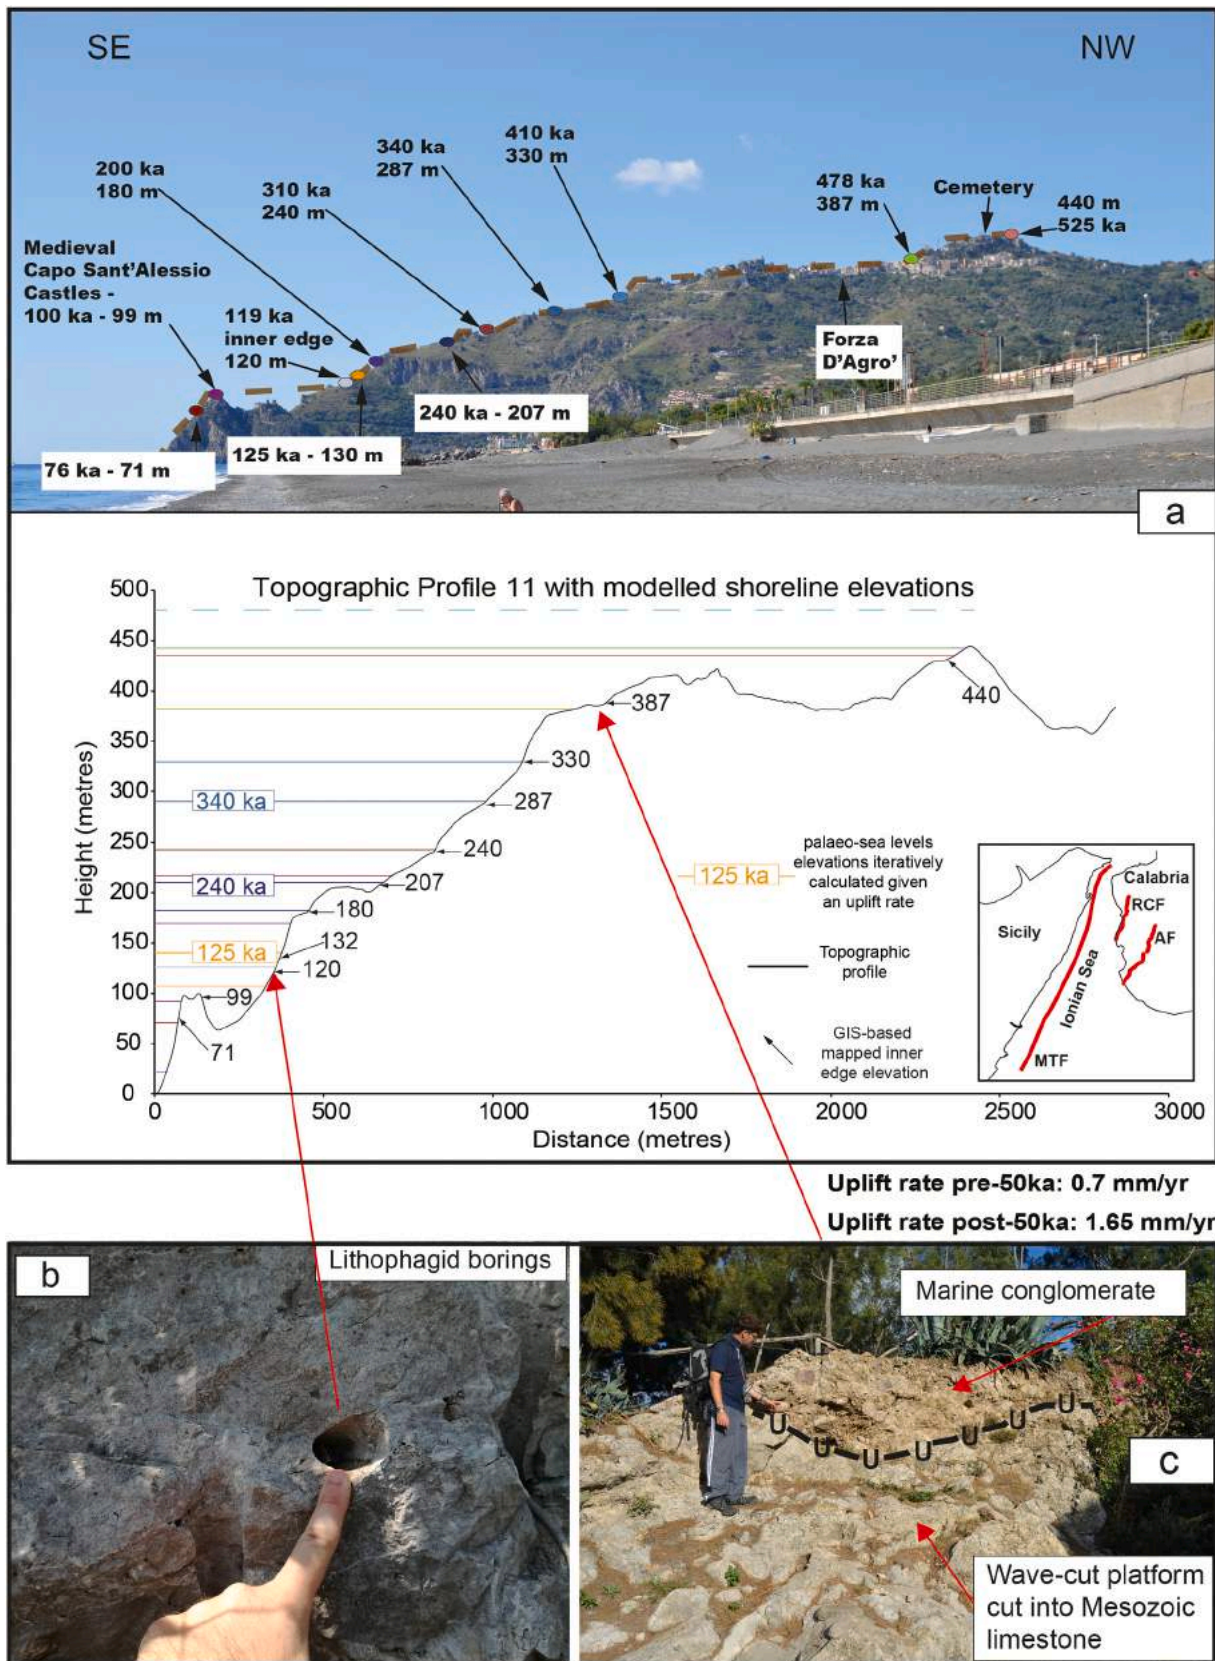 SE
NW
200 ka
180 m
310 ka
240 m
340 ka
287 m
410 ka
330 m
478 ka
387 m
Cemetery
440 m
525 ka
Medieval
Capo Sant'Alessio
Castles -
100 ka - 99 m
119 ka
inner edge
120 m
Forza
D'Agro'
240 ka - 207 m
125 ka - 130 m
76 ka - 71 m
a
Topographic Profile 11 with modelled shoreline elevations
Height (metres)
500
450
400
350
300
250
200
150
100
50
0
0
500
1000
1500
2000
2500
3000
Distance (metres)
440
387
330
340 ka
287
240
240 ka
207
180
125 ka
132
120
99
71
125 ka
palaeo-sea levels
elevations iteratively
calculated given
an uplift rate
Topographic
profile
GIS-based
mapped inner
edge elevation
Sicily
Ionian Sea
Calabria
RCF
AF
MTF
Uplift rate pre-50ka: 0.7 mm/yr
Uplift rate post-50ka: 1.65 mm/yr
b
Lithophagid borings
Marine conglomerate
U U U U U U U
c
Wave-cut platform
cut into Mesozoic
limestone